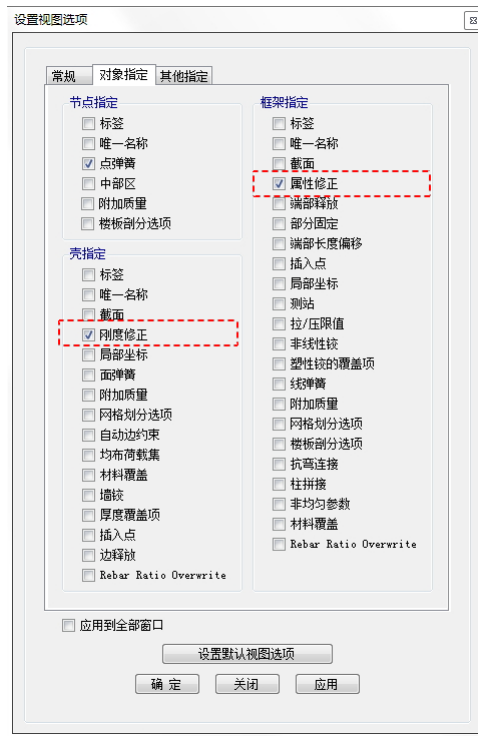 设置视图选项
常规 对象指定 其他指定
节点指定
标签
唯一名称
点弹簧
中部区
附加质量
楼板剖分选项
壳指定
标签
唯一名称
截面
刚度修正
局部坐标
面弹簧
附加质量
网格划分选项
自动边约束
均布荷载集
材料覆盖
墙铰
厚度覆盖项
插入点
边释放
Rebar Ratio Overwrite
框架指定
标签
唯一名称
截面
属性修正
端部释放
部分固定
端部长度偏移
插入点
局部坐标
测站
拉/压限值
非线性铰
塑性铰的覆盖项
线弹簧
附加质量
网格划分选项
楼板剖分选项
抗弯连接
柱拼接
非均匀参数
材料覆盖
Rebar Ratio Overwrite
应用到全部窗口
设置默认视图选项
确 定 关闭 应用